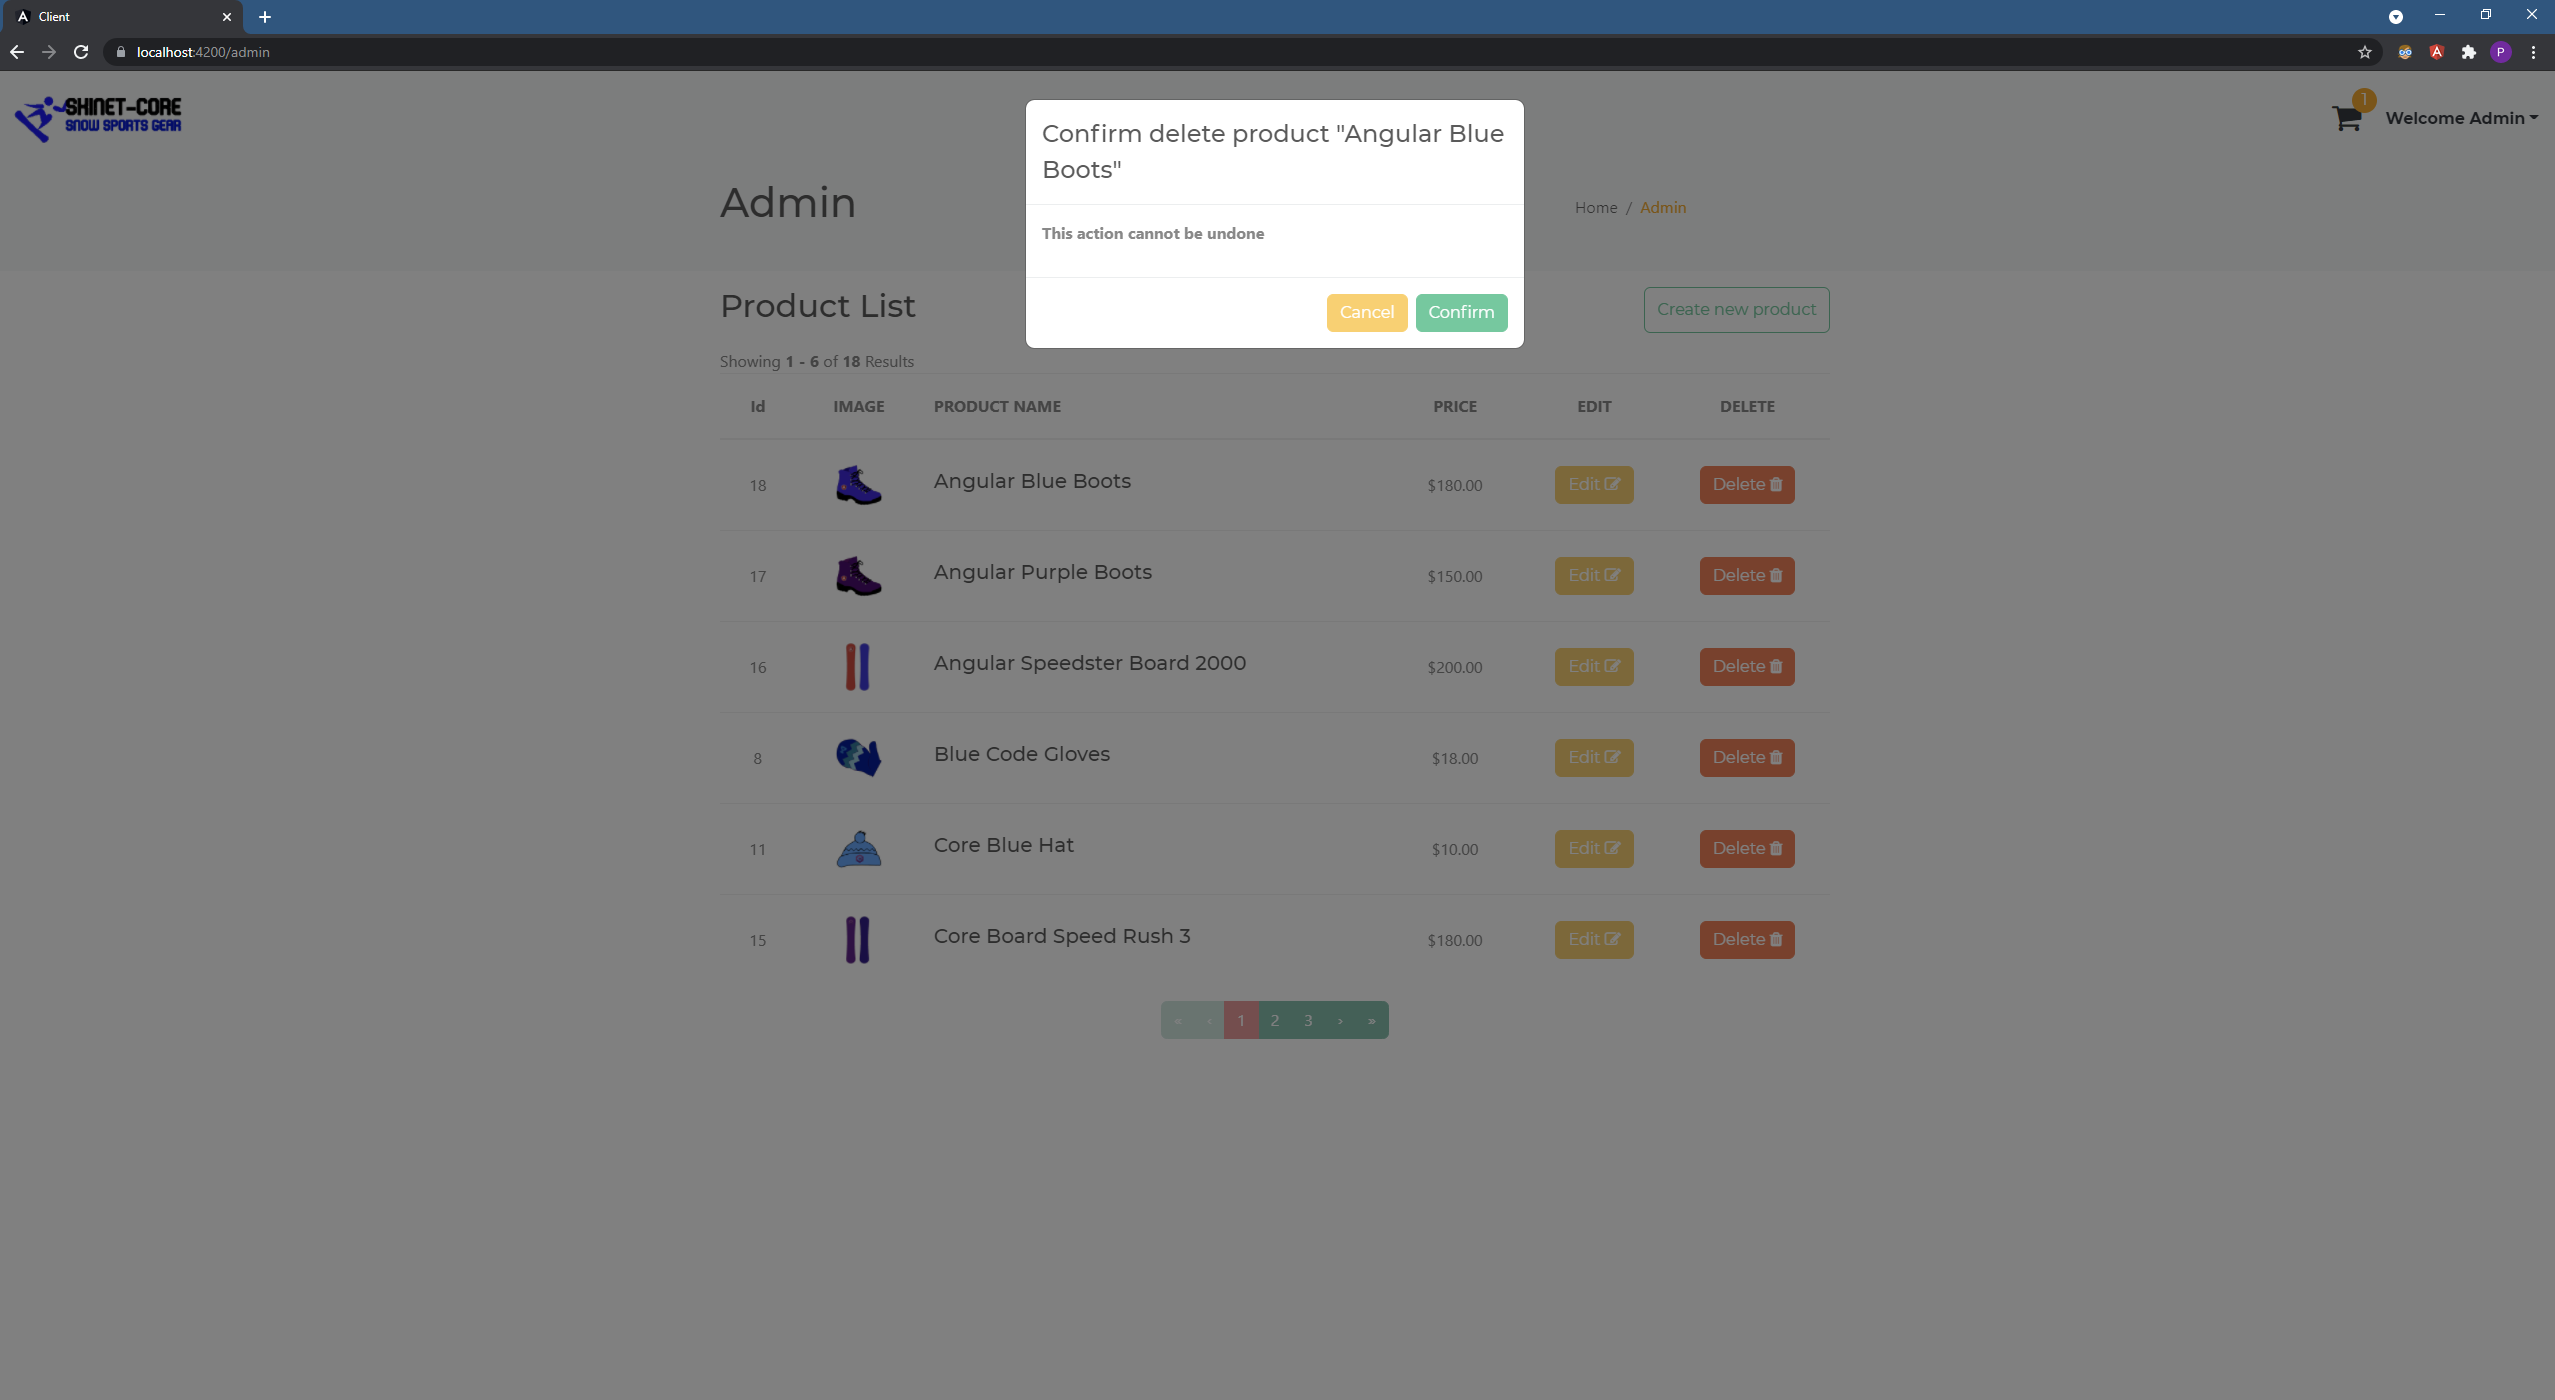 Client
localhost:4200/admin
P
SKINET-CORE
SNOW SPORTS GEAR
1
Welcome Admin
Admin
Home / Admin
Confirm delete product "Angular Blue
Boots"
This action cannot be undone
Cancel Confirm
Product List
Create new product
Showing 1 - 6 of 18 Results
Id IMAGE PRODUCT NAME PRICE EDIT DELETE
18 Angular Blue Boots $180.00 Edit Delete
17 Angular Purple Boots $150.00 Edit Delete
16 Angular Speedster Board 2000 $200.00 Edit Delete
8 Blue Code Gloves $18.00 Edit Delete
11 Core Blue Hat $10.00 Edit Delete
15 Core Board Speed Rush 3 $180.00 Edit Delete
« ‹ 1 2 3 › »